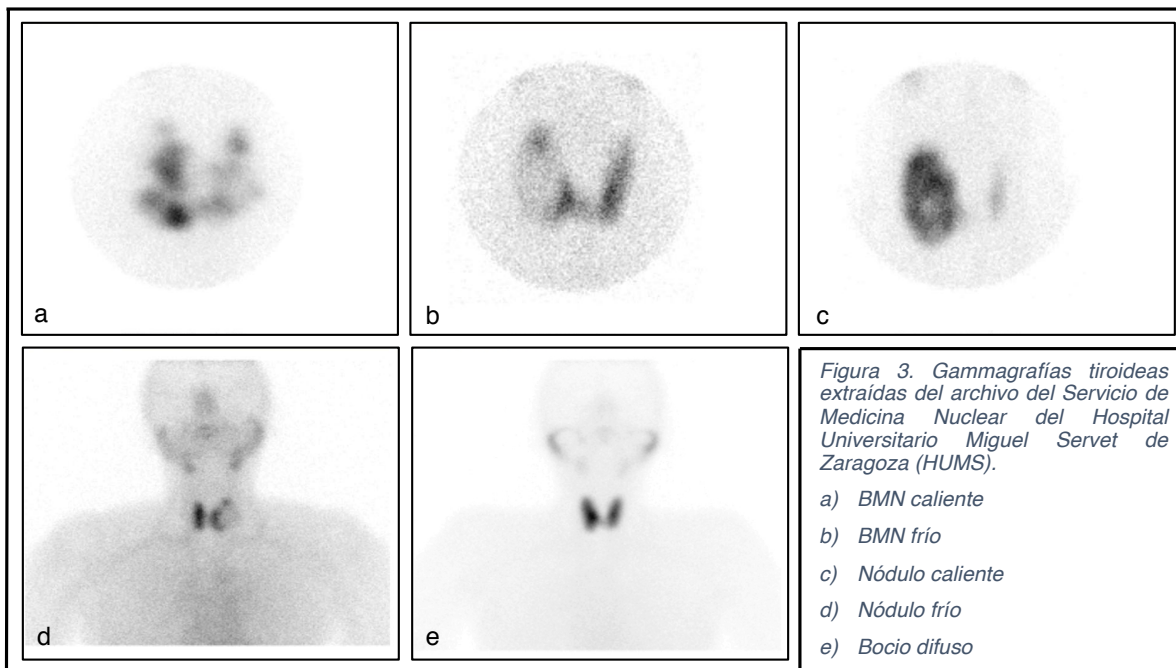 a
b
c
d
e
Figura 3. Gammagrafías tiroideas
extraídas del archivo del Servicio de
Medicina Nuclear del Hospital
Universitario Miguel Servet de
Zaragoza (HUMS).
a) BMN caliente
b) BMN frío
c) Nódulo caliente
d) Nódulo frío
e) Bocio difuso